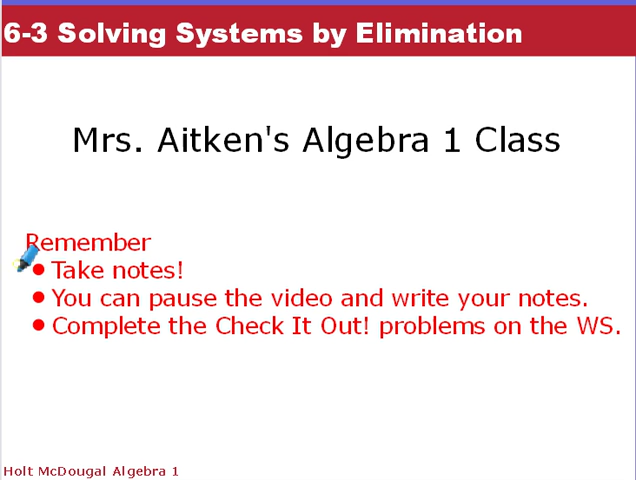 6-3 Solving Systems by Elimination
Mrs. Aitken's Algebra 1 Class
Remember
• Take notes!
• You can pause the video and write your notes.
• Complete the Check It Out! problems on the WS.
Holt McDougal Algebra 1